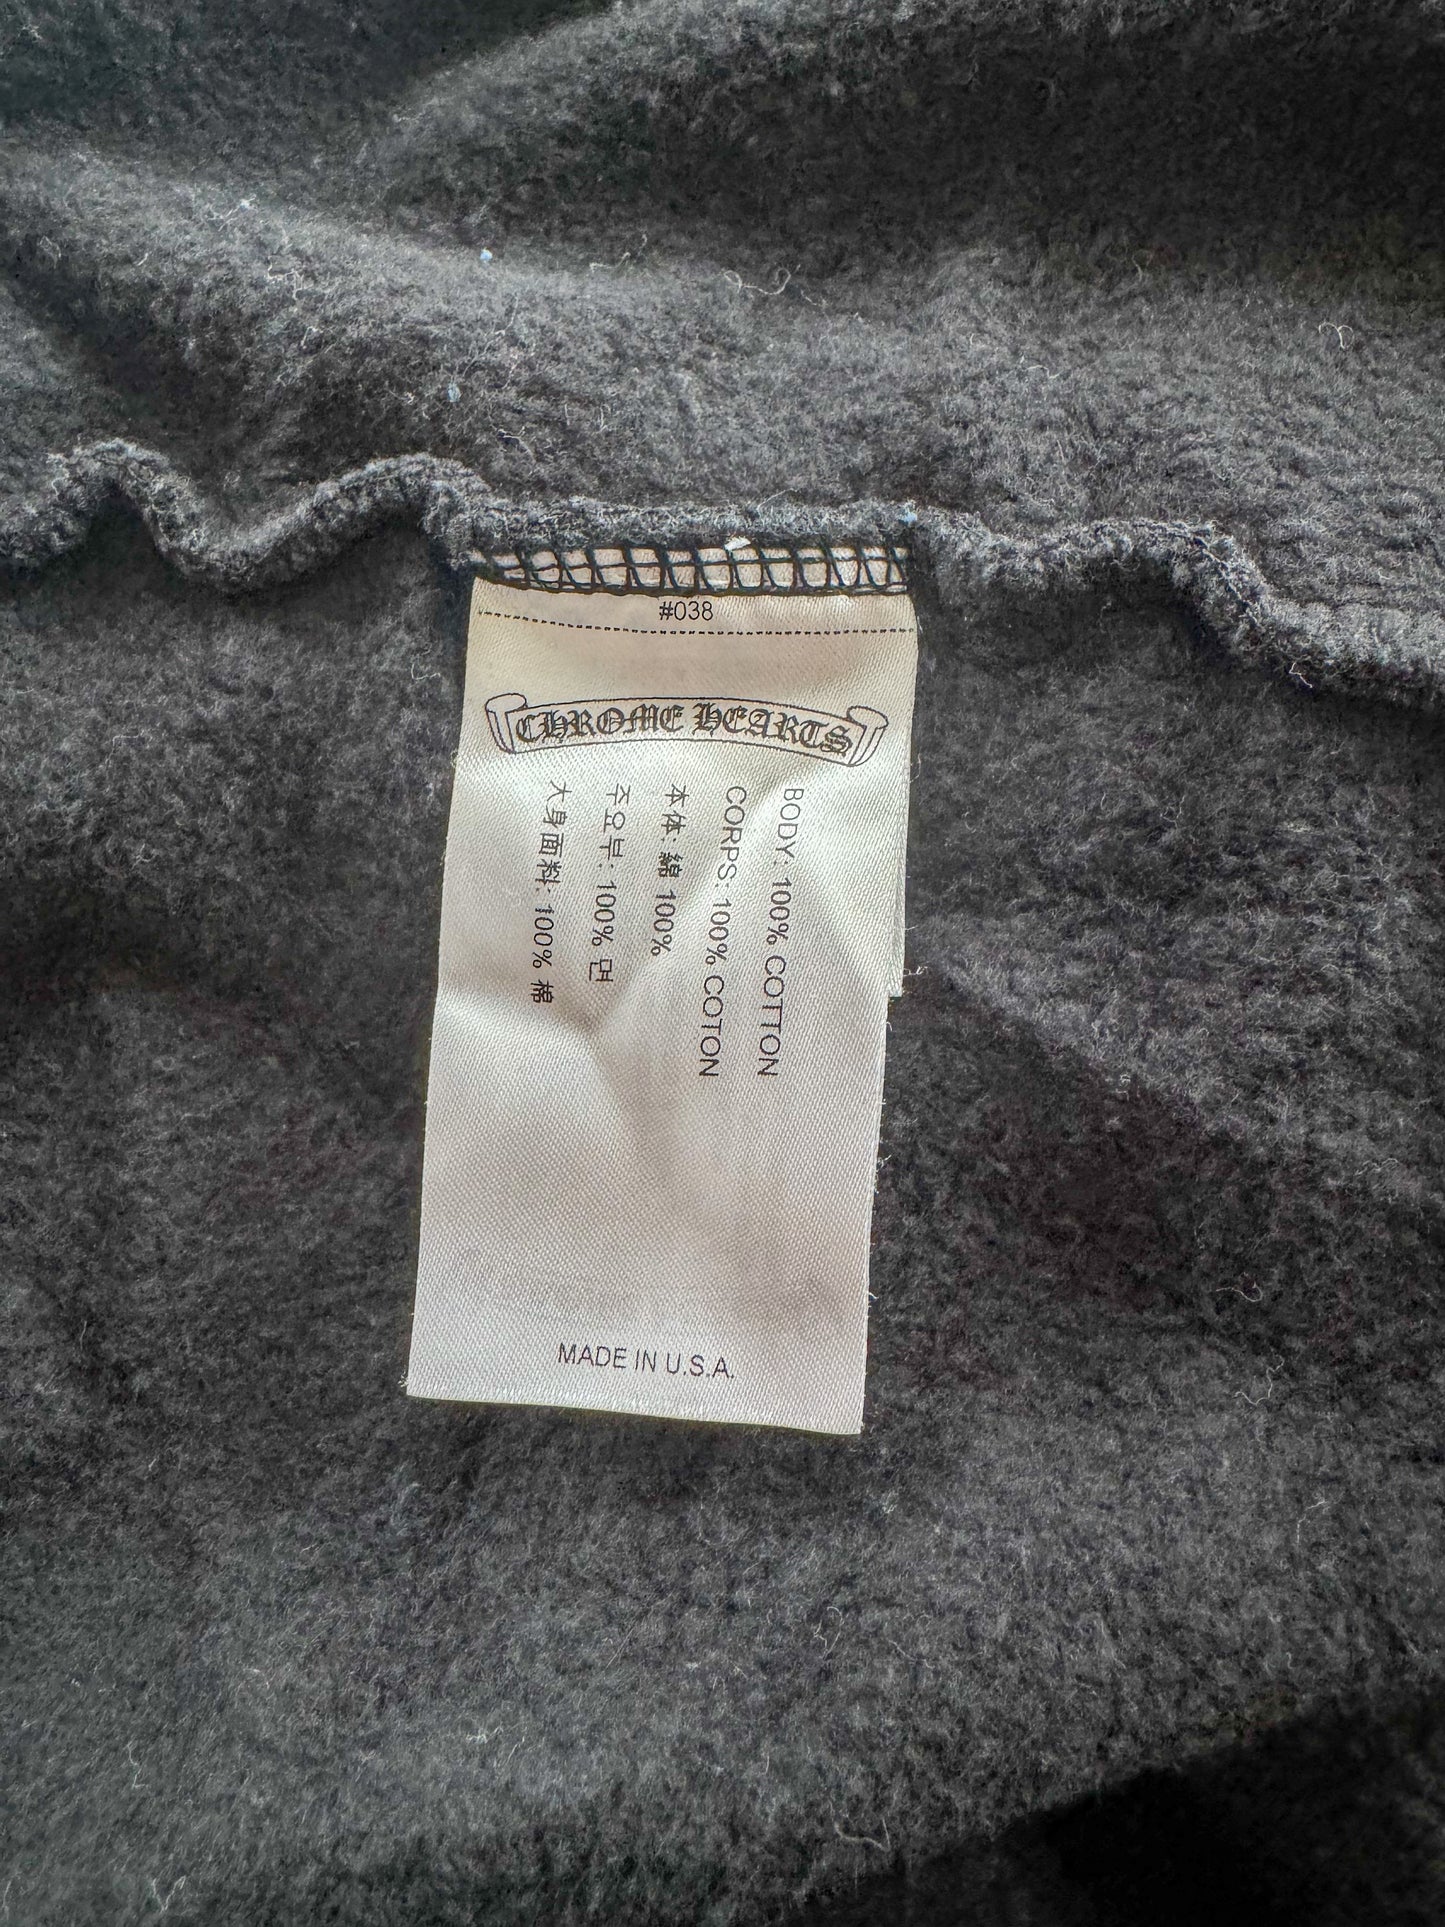 #038
CHROME HEARTS
BODY: 100% COTTON
CORPS: 100% COTON
本体: 綿 100%
주요부: 100% 면
大身面料: 100% 棉
MADE IN U.S.A.